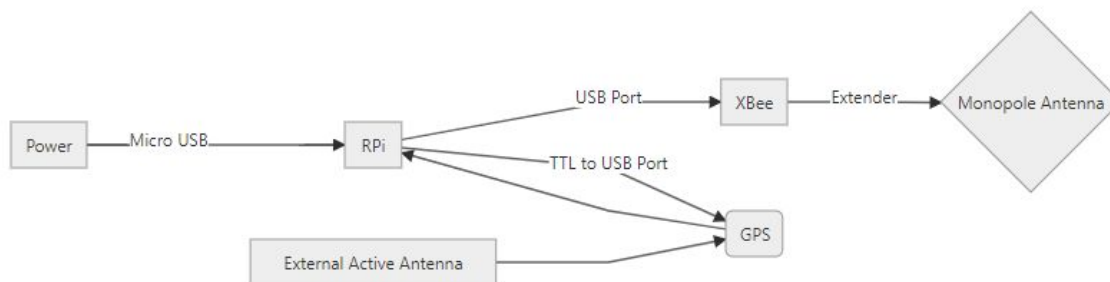 Power
Micro USB
RPi
USB Port
XBee
Extender
Monopole Antenna
TTL to USB Port
GPS
External Active Antenna